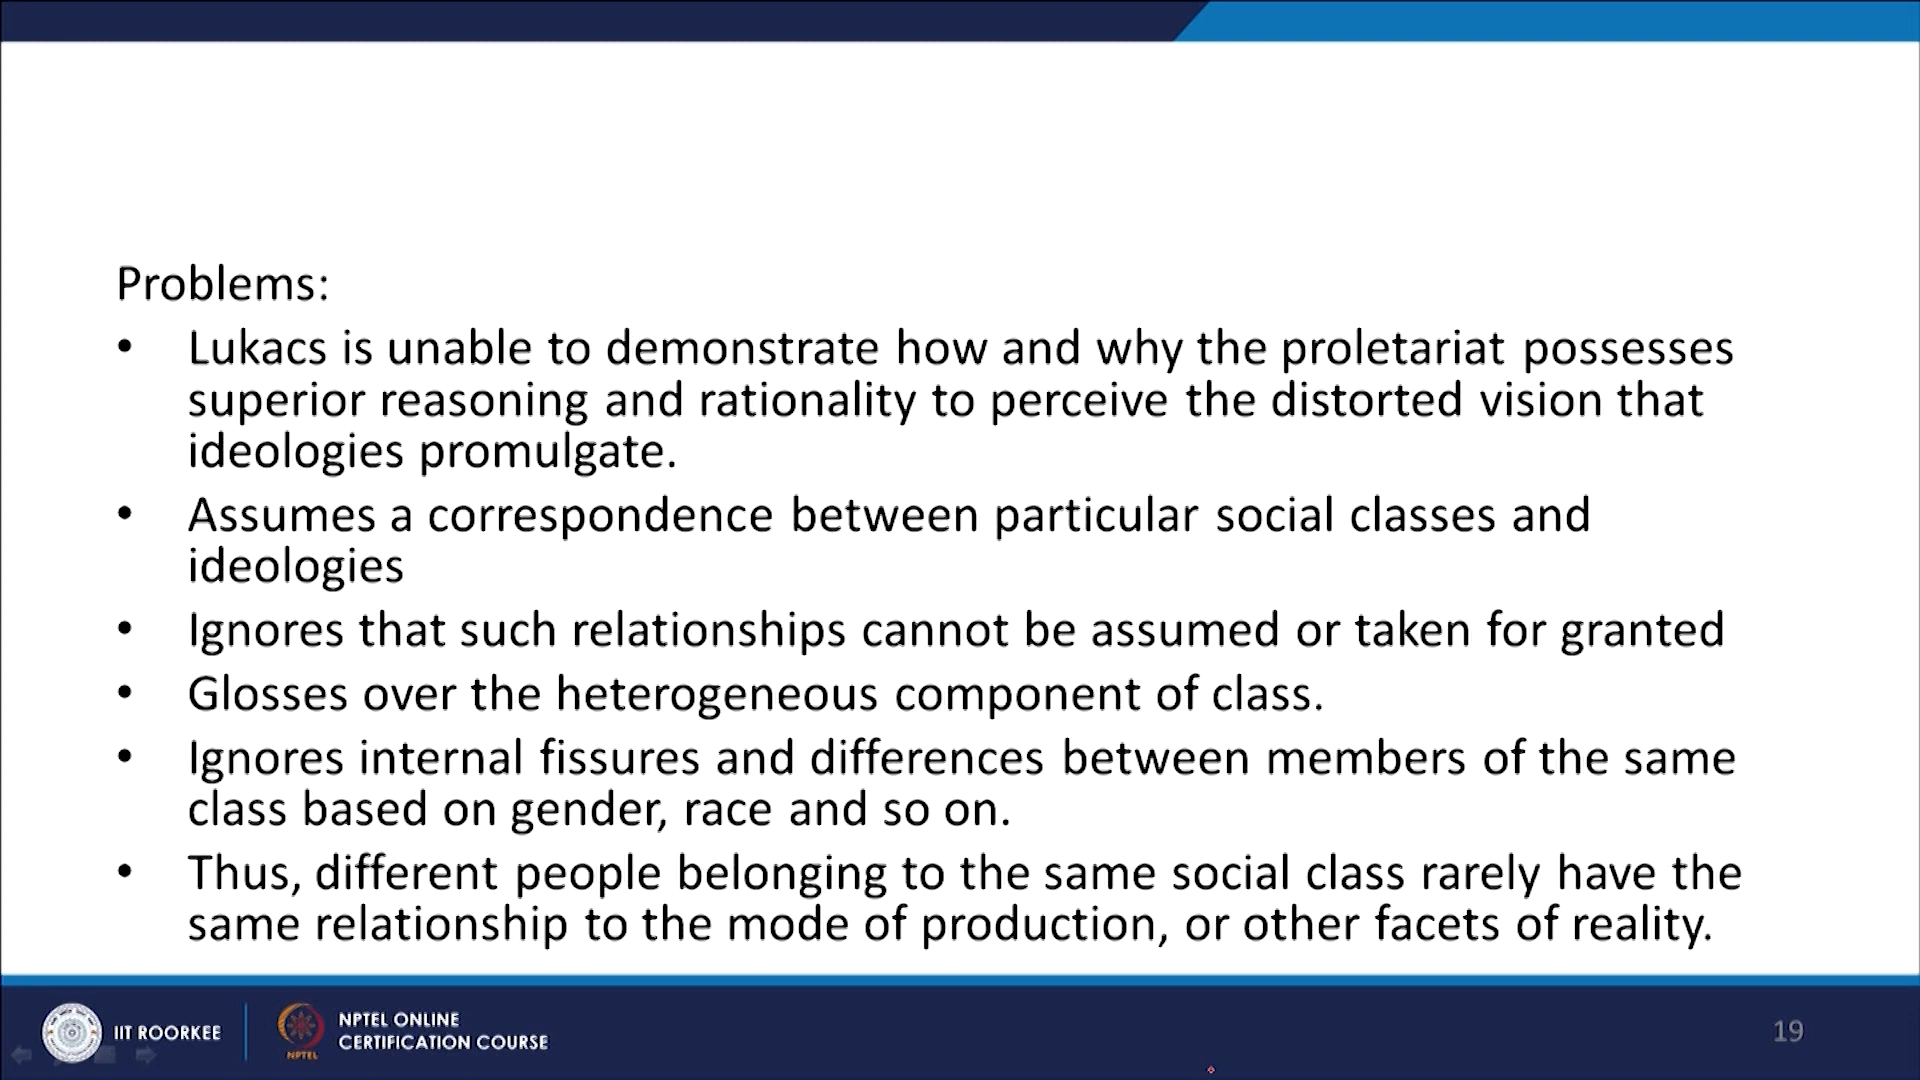 Problems:
• Lukacs is unable to demonstrate how and why the proletariat possesses
superior reasoning and rationality to perceive the distorted vision that
ideologies promulgate.
• Assumes a correspondence between particular social classes and
ideologies
• Ignores that such relationships cannot be assumed or taken for granted
• Glosses over the heterogeneous component of class.
• Ignores internal fissures and differences between members of the same
class based on gender, race and so on.
• Thus, different people belonging to the same social class rarely have the
same relationship to the mode of production, or other facets of reality.
IIT ROORKEE
NPTEL
NPTEL ONLINE
CERTIFICATION COURSE
19